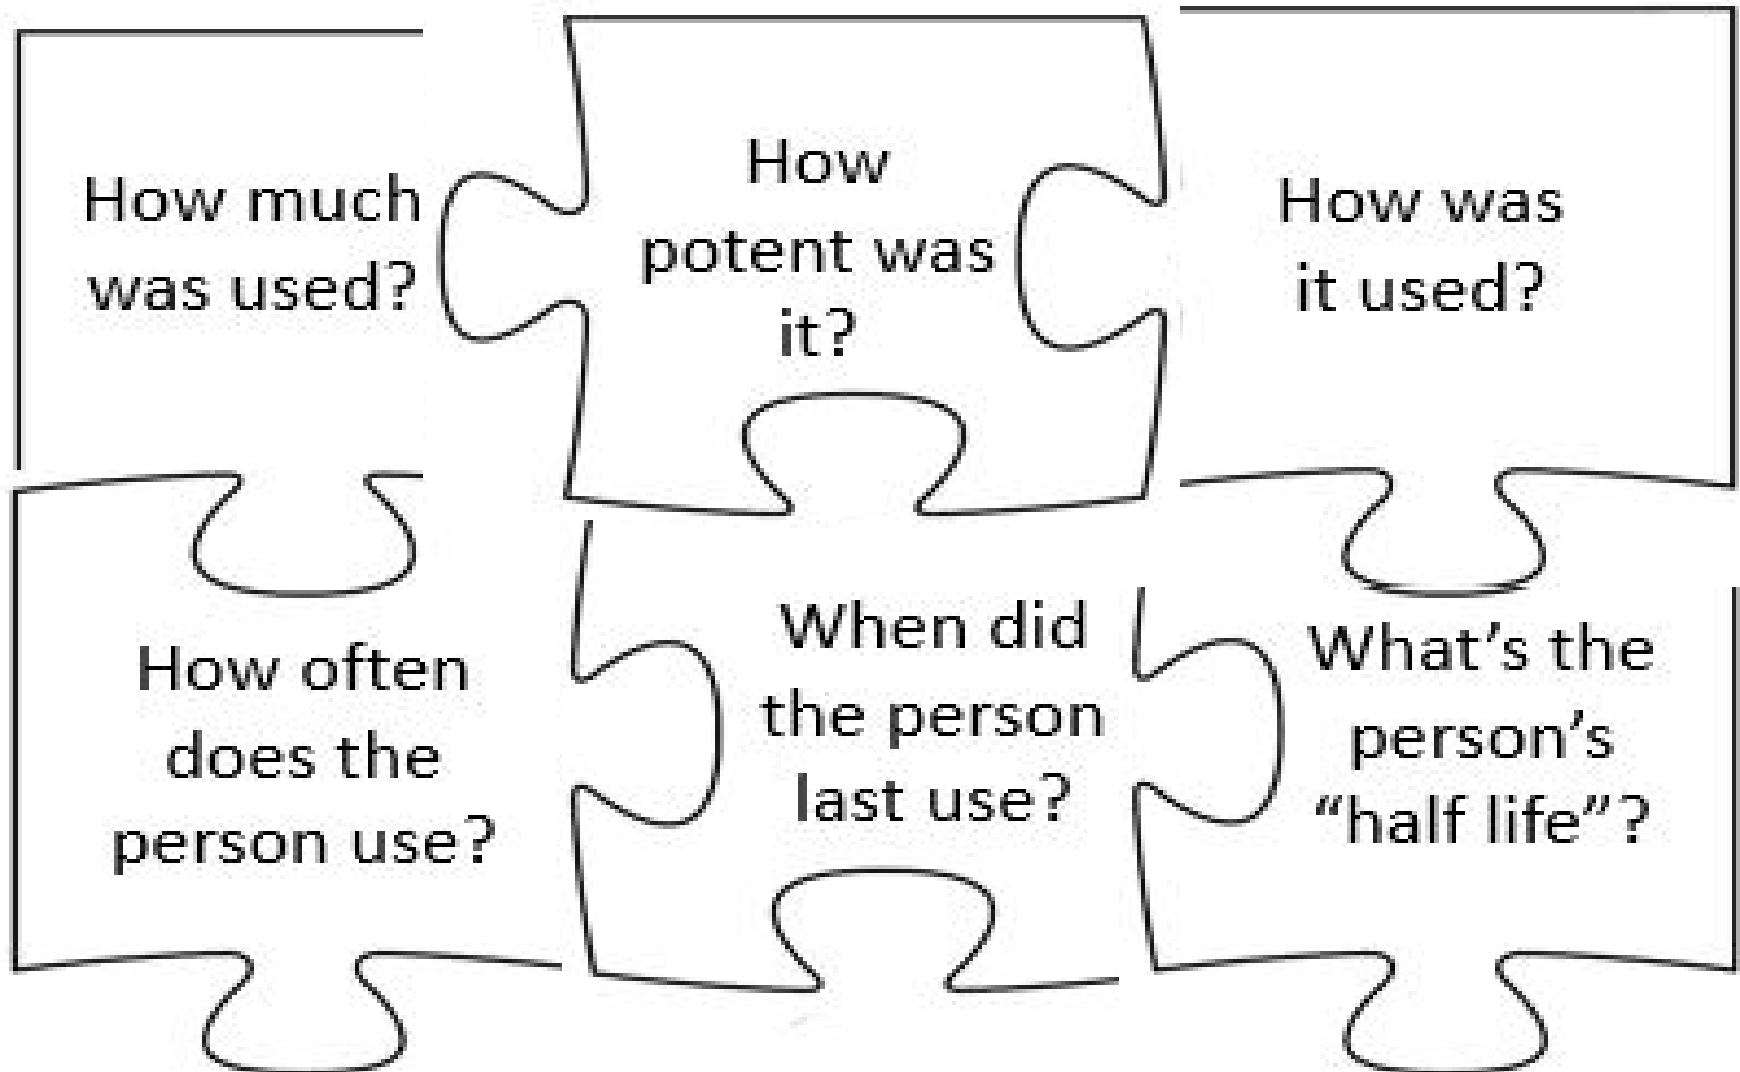 How much
was used?
How
potent was
it?
How was
it used?
How often
does the
person use?
When did
the person
last use?
What’s the
person’s
“half life”?